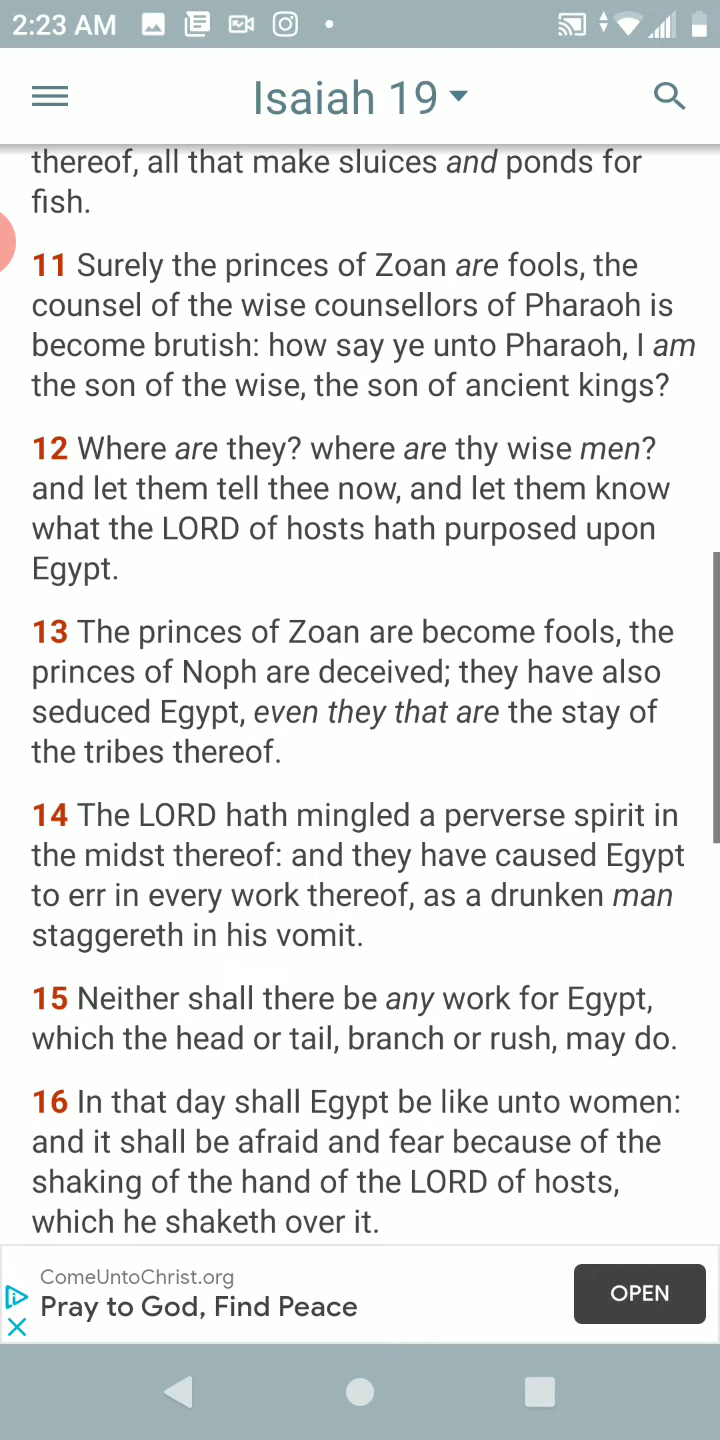 2:23 AM
Isaiah 19
thereof, all that make sluices and ponds for
fish.
11 Surely the princes of Zoan are fools, the
counsel of the wise counsellors of Pharaoh is
become brutish: how say ye unto Pharaoh, I am
the son of the wise, the son of ancient kings?
12 Where are they? where are thy wise men?
and let them tell thee now, and let them know
what the LORD of hosts hath purposed upon
Egypt.
13 The princes of Zoan are become fools, the
princes of Noph are deceived; they have also
seduced Egypt, even they that are the stay of
the tribes thereof.
14 The LORD hath mingled a perverse spirit in
the midst thereof: and they have caused Egypt
to err in every work thereof, as a drunken man
staggereth in his vomit.
15 Neither shall there be any work for Egypt,
which the head or tail, branch or rush, may do.
16 In that day shall Egypt be like unto women:
and it shall be afraid and fear because of the
shaking of the hand of the LORD of hosts,
which he shaketh over it.
ComeUntoChrist.org
Pray to God, Find Peace
OPEN